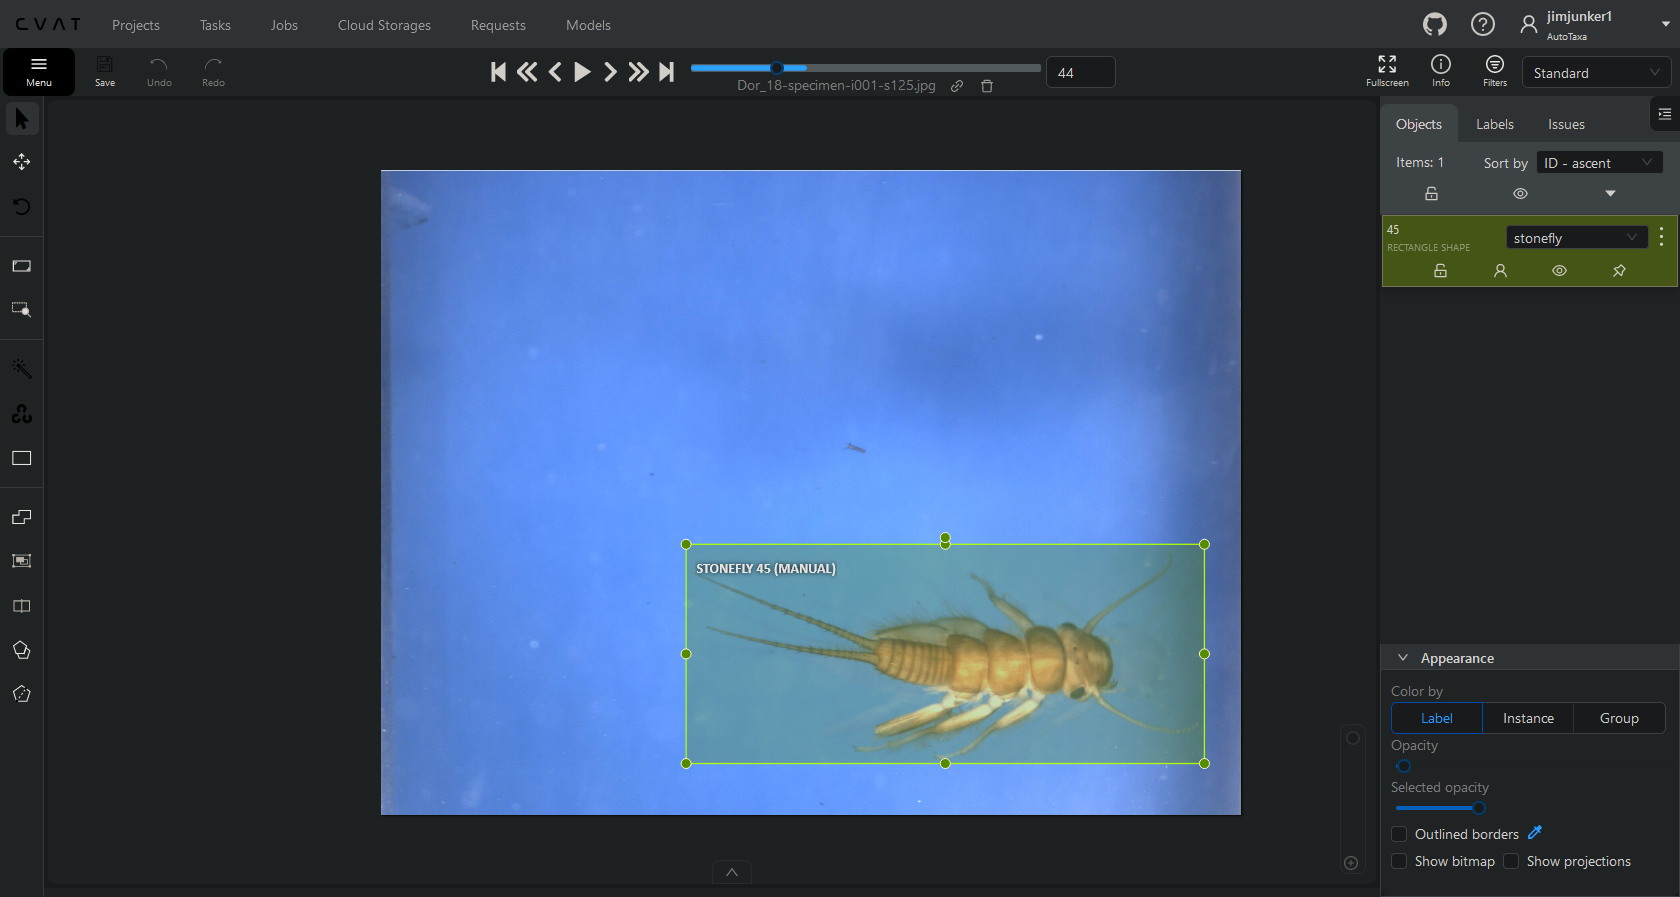 CVAT
Projects
Tasks
Jobs
Cloud Storages
Requests
Models
jimjunker1
AutoTaxa
Menu
Save
Undo
Redo
Dor_18-specimen-i001-s125.jpg
44
Fullscreen
Info
Filters
Standard
Objects
Labels
Issues
Items: 1
Sort by
ID - ascent
45
RECTANGLE SHAPE
stonefly
STONEFLY 45 (MANUAL)
Appearance
Color by
Label
Instance
Group
Opacity
Selected opacity
Outlined borders
Show bitmap
Show projections